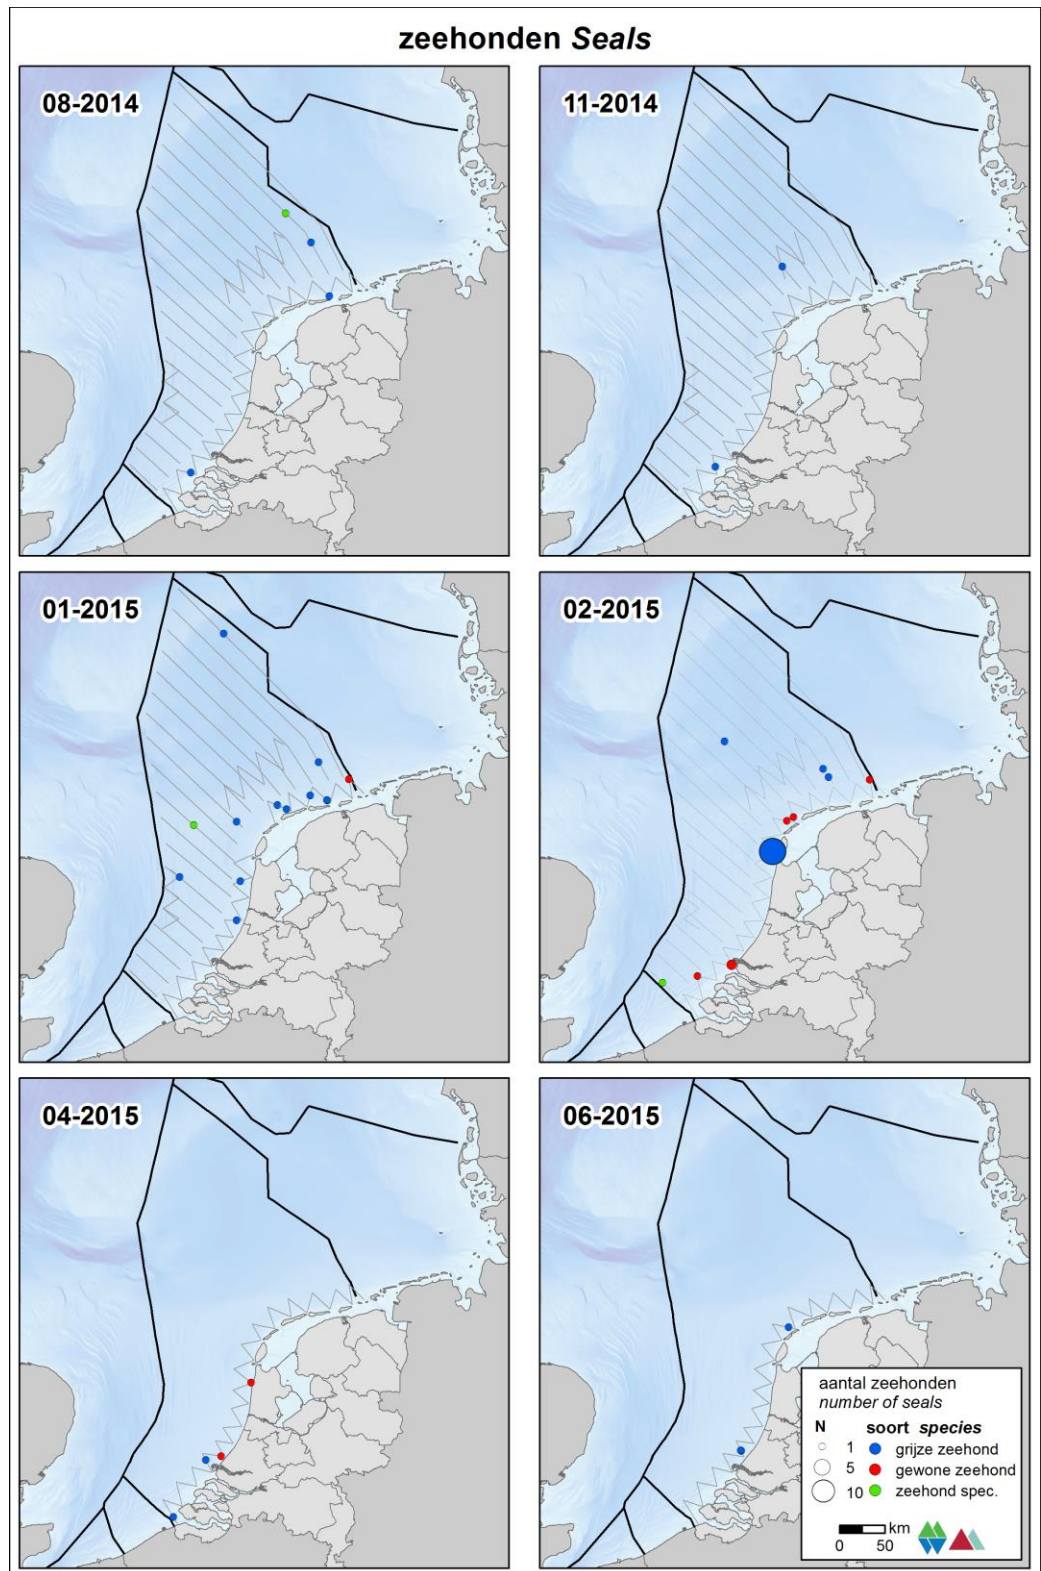 zeehonden Seals
08-2014
11-2014
01-2015
02-2015
04-2015
06-2015
aantal zeehonden
number of seals
N soort species
1 grijze zeehond
5 gewone zeehond
10 zeehond spec.
km
0 50